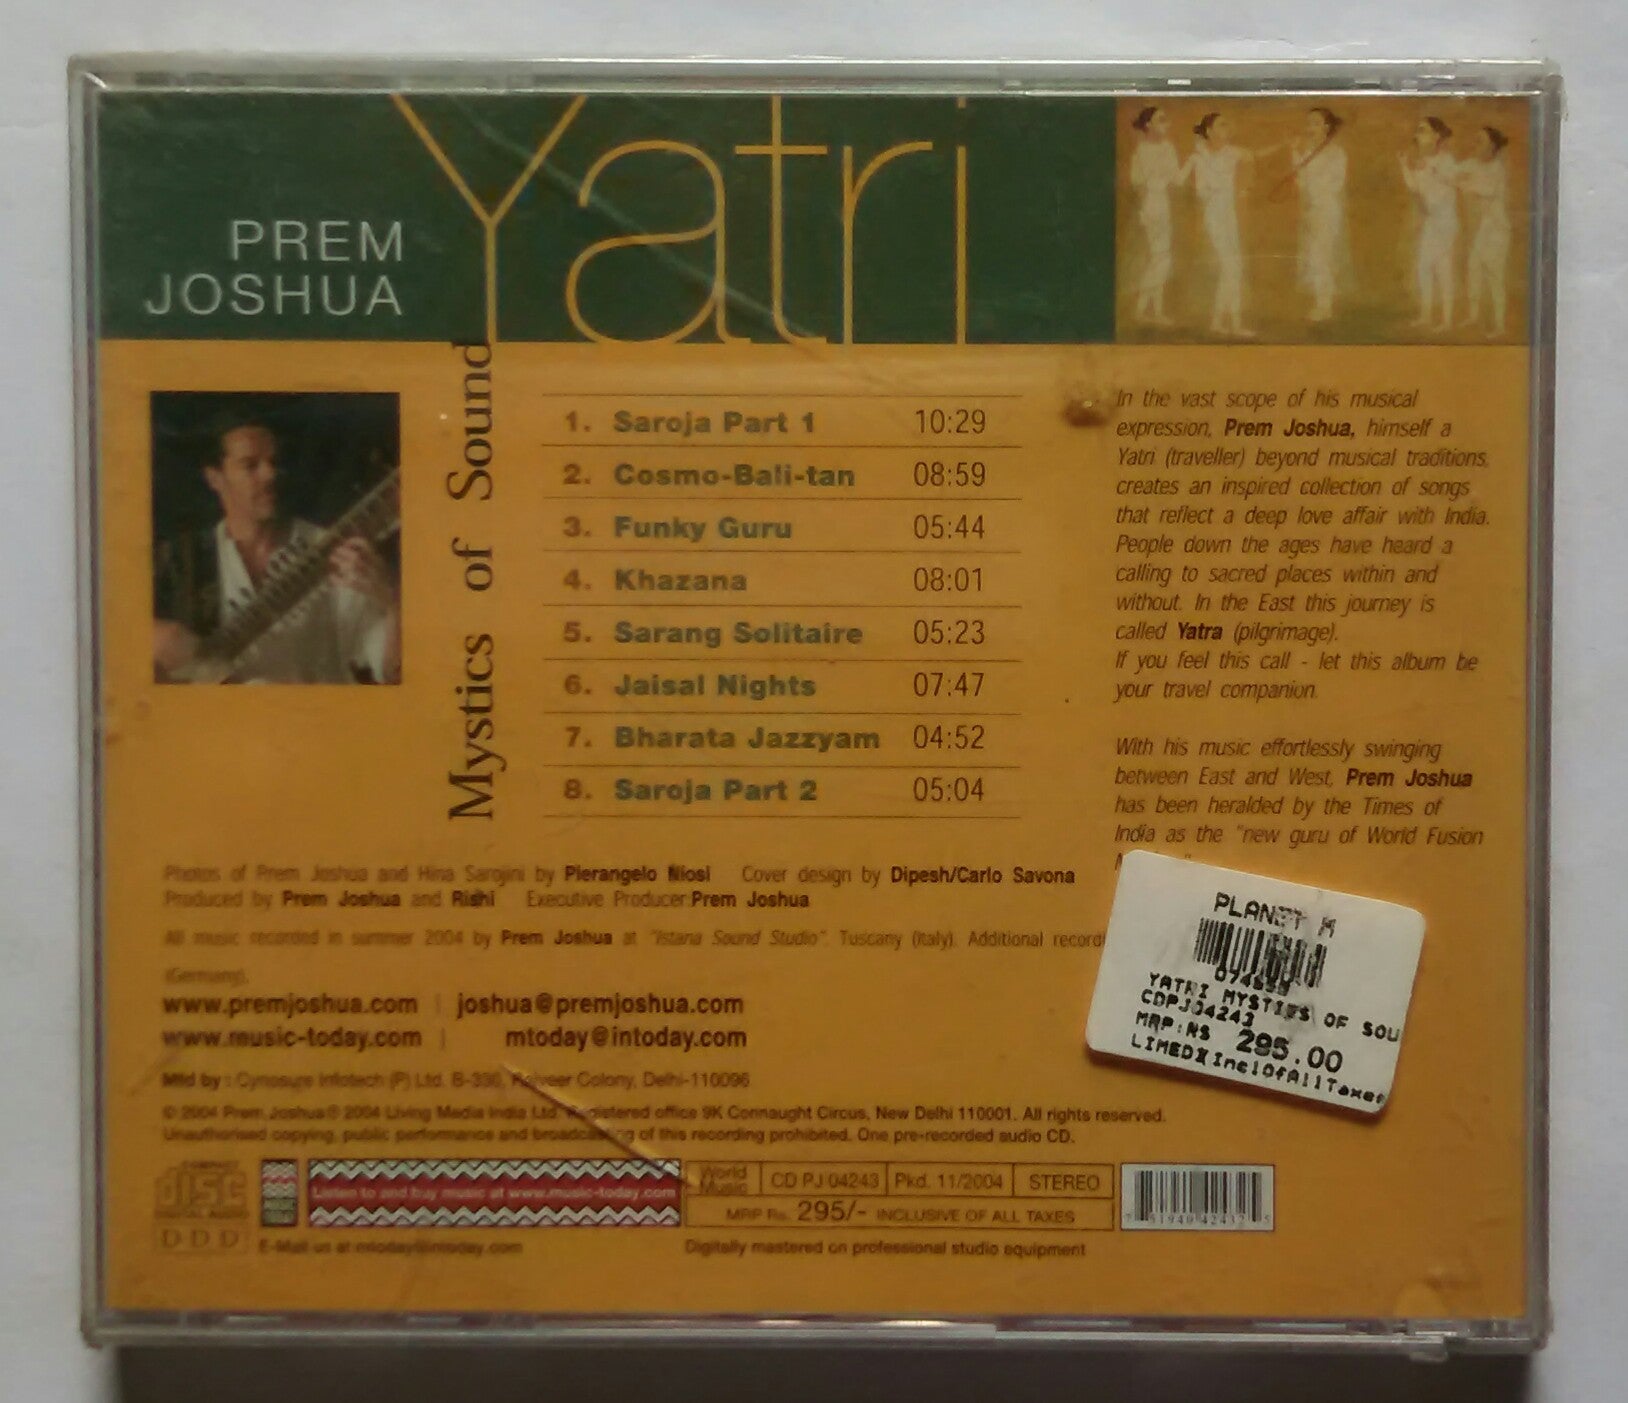 Yatri
PREM
JOSHUA
Mystics of Sound
1. Saroja Part 1 10:29
2. Cosmo-Bali-tan 08:59
3. Funky Guru 05:44
4. Khazana 08:01
5. Sarang Solitaire 05:23
6. Jaisal Nights 07:47
7. Bharata Jazzyam 04:52
8. Saroja Part 2 05:04
In the vast scope of his musical
expression, Prem Joshua, himself a
Yatri (traveller) beyond musical traditions,
creates an inspired collection of songs
that reflect a deep love affair with India.
People down the ages have heard a
calling to sacred places within and
without. In the East this journey is
called Yatra (pilgrimage).
If you feel this call - let this album be
your travel companion.
With his music effortlessly swinging
between East and West, Prem Joshua
has been heralded by the Times of
India as the "new guru of World Fusion
Photos of Prem Joshua and Hina Sarojini by Pierangelo Niosi Cover design by Dipesh/Carlo Savona
Produced by Prem Joshua and Rishi Executive Producer:Prem Joshua
All music recorded in summer 2004 by Prem Joshua at "Istana Sound Studio". Tuscany (Italy). Additional recordi
(Germany).
www.premjoshua.com | joshua@premjoshua.com
www.music-today.com | mtoday@intoday.com
Mfd by : Cynosure Infotech (P) Ltd. B-330, Colony, Delhi-110096
© 2004 Prem Joshua ℗ 2004 Living Media India Ltd. Registered office 9K Connaught Circus, New Delhi 110001. All rights reserved.
Unauthorised copying, public performance and broadcasting of this recording prohibited. One pre-recorded audio CD.
COMPACT
disc
DIGITAL AUDIO
DDD
Listen to and buy music at www.music-today.com
E-Mail us at mtoday@intoday.com
World
Music
CD PJ 04243
Pkd. 11/2004
STEREO
MRP Rs. 295/- INCLUSIVE OF ALL TAXES
Digitally mastered on professional studio equipment
PLANET M
YATRI MYSTIES OF SOU
CDPJ04243
MRP:RS 295.00
LIMED InclOfAllTaxes